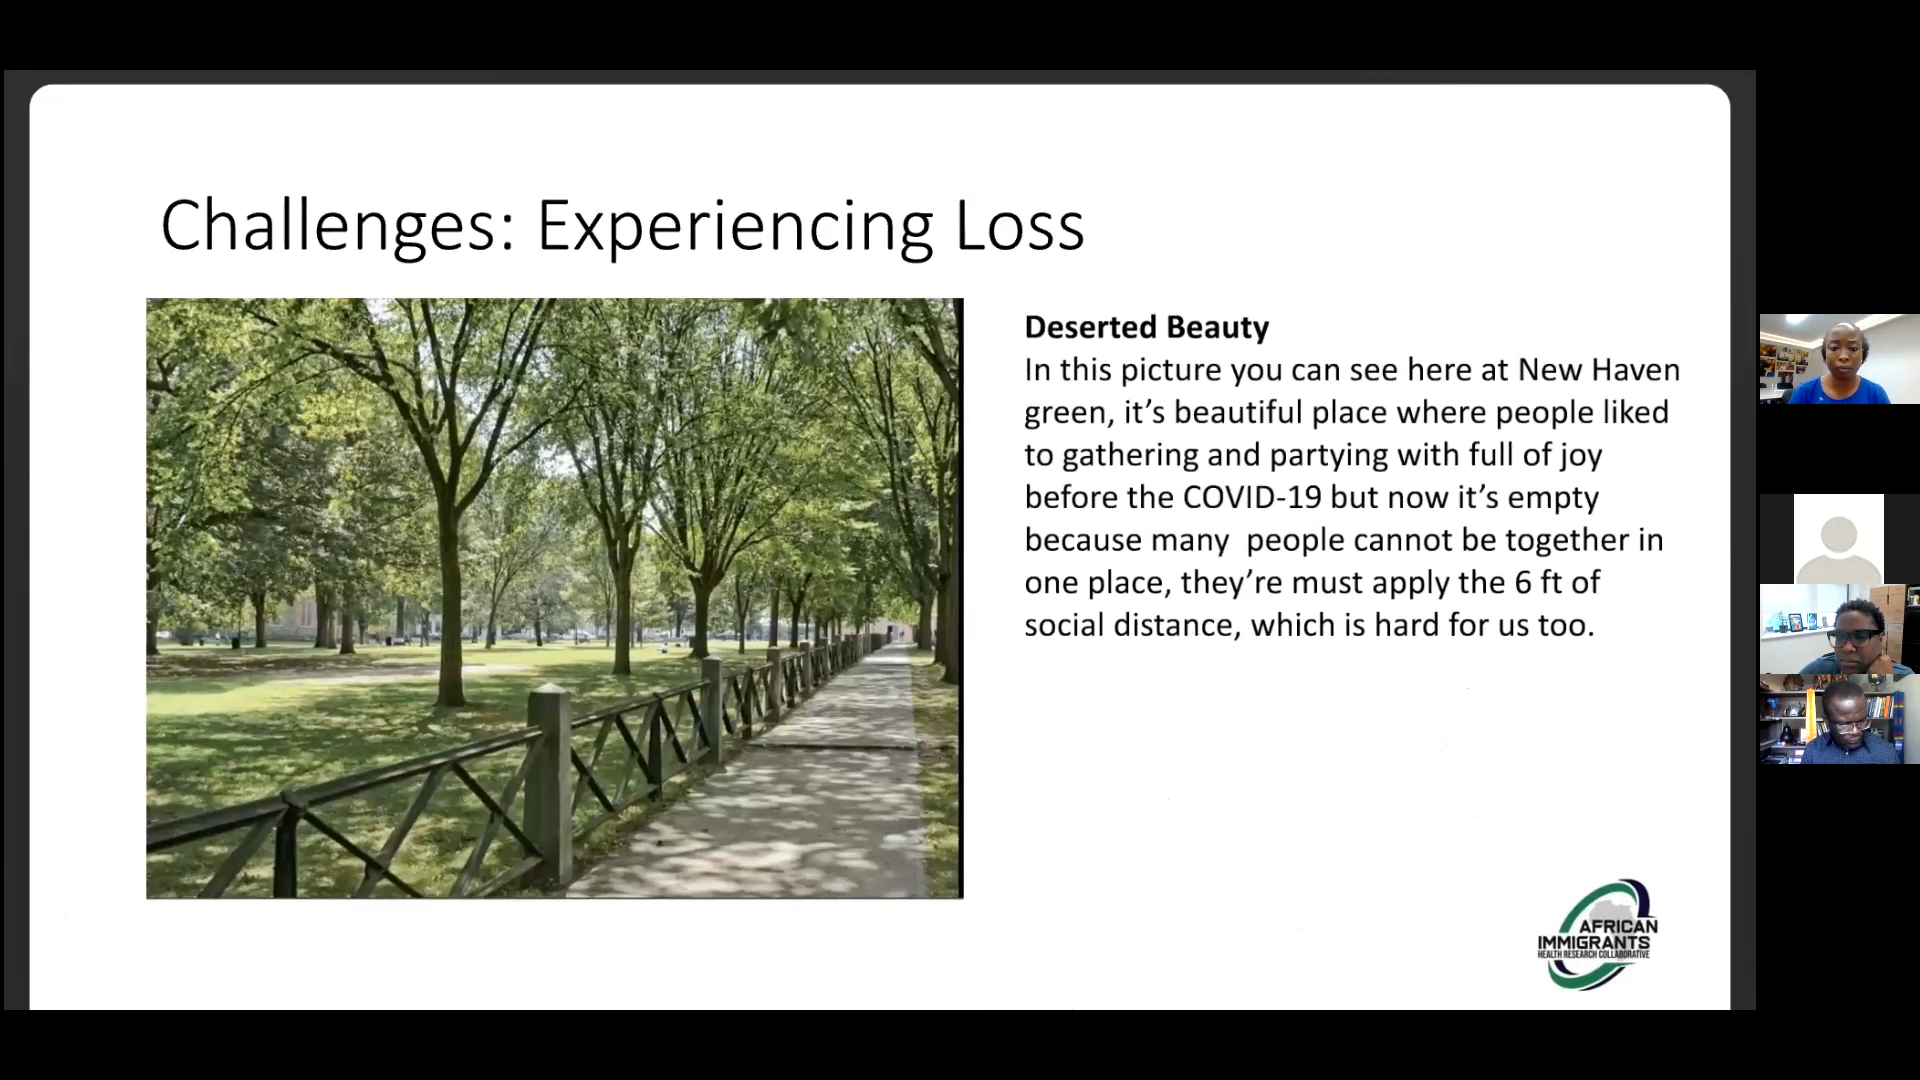 Challenges: Experiencing Loss
Deserted Beauty
In this picture you can see here at New Haven
green, it’s beautiful place where people liked
to gathering and partying with full of joy
before the COVID-19 but now it’s empty
because many  people cannot be together in
one place, they’re must apply the 6 ft of
social distance, which is hard for us too.
AFRICAN
IMMIGRANTS
HEALTH RESEARCH COLLABORATIVE